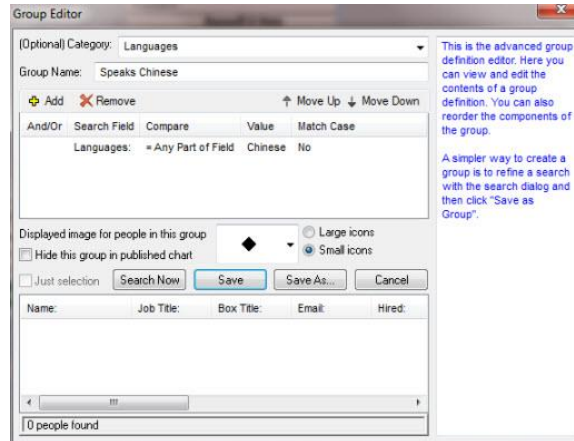 Group Editor
(Optional) Category: Languages
Group Name: Speaks Chinese
Add Remove Move Up Move Down
And/Or Search Field Compare Value Match Case
Languages: = Any Part of Field Chinese No
Displayed image for people in this group
Large icons
Small icons
Hide this group in published chart
Just selection Search Now Save Save As... Cancel
Name: Job Title: Box Title: Email: Hired:
0 people found
This is the advanced group
definition editor. Here you
can view and edit the
contents of a group
definition. You can also
reorder the components of
the group.
A simpler way to create a
group is to refine a search
with the search dialog and
then click "Save as
Group".